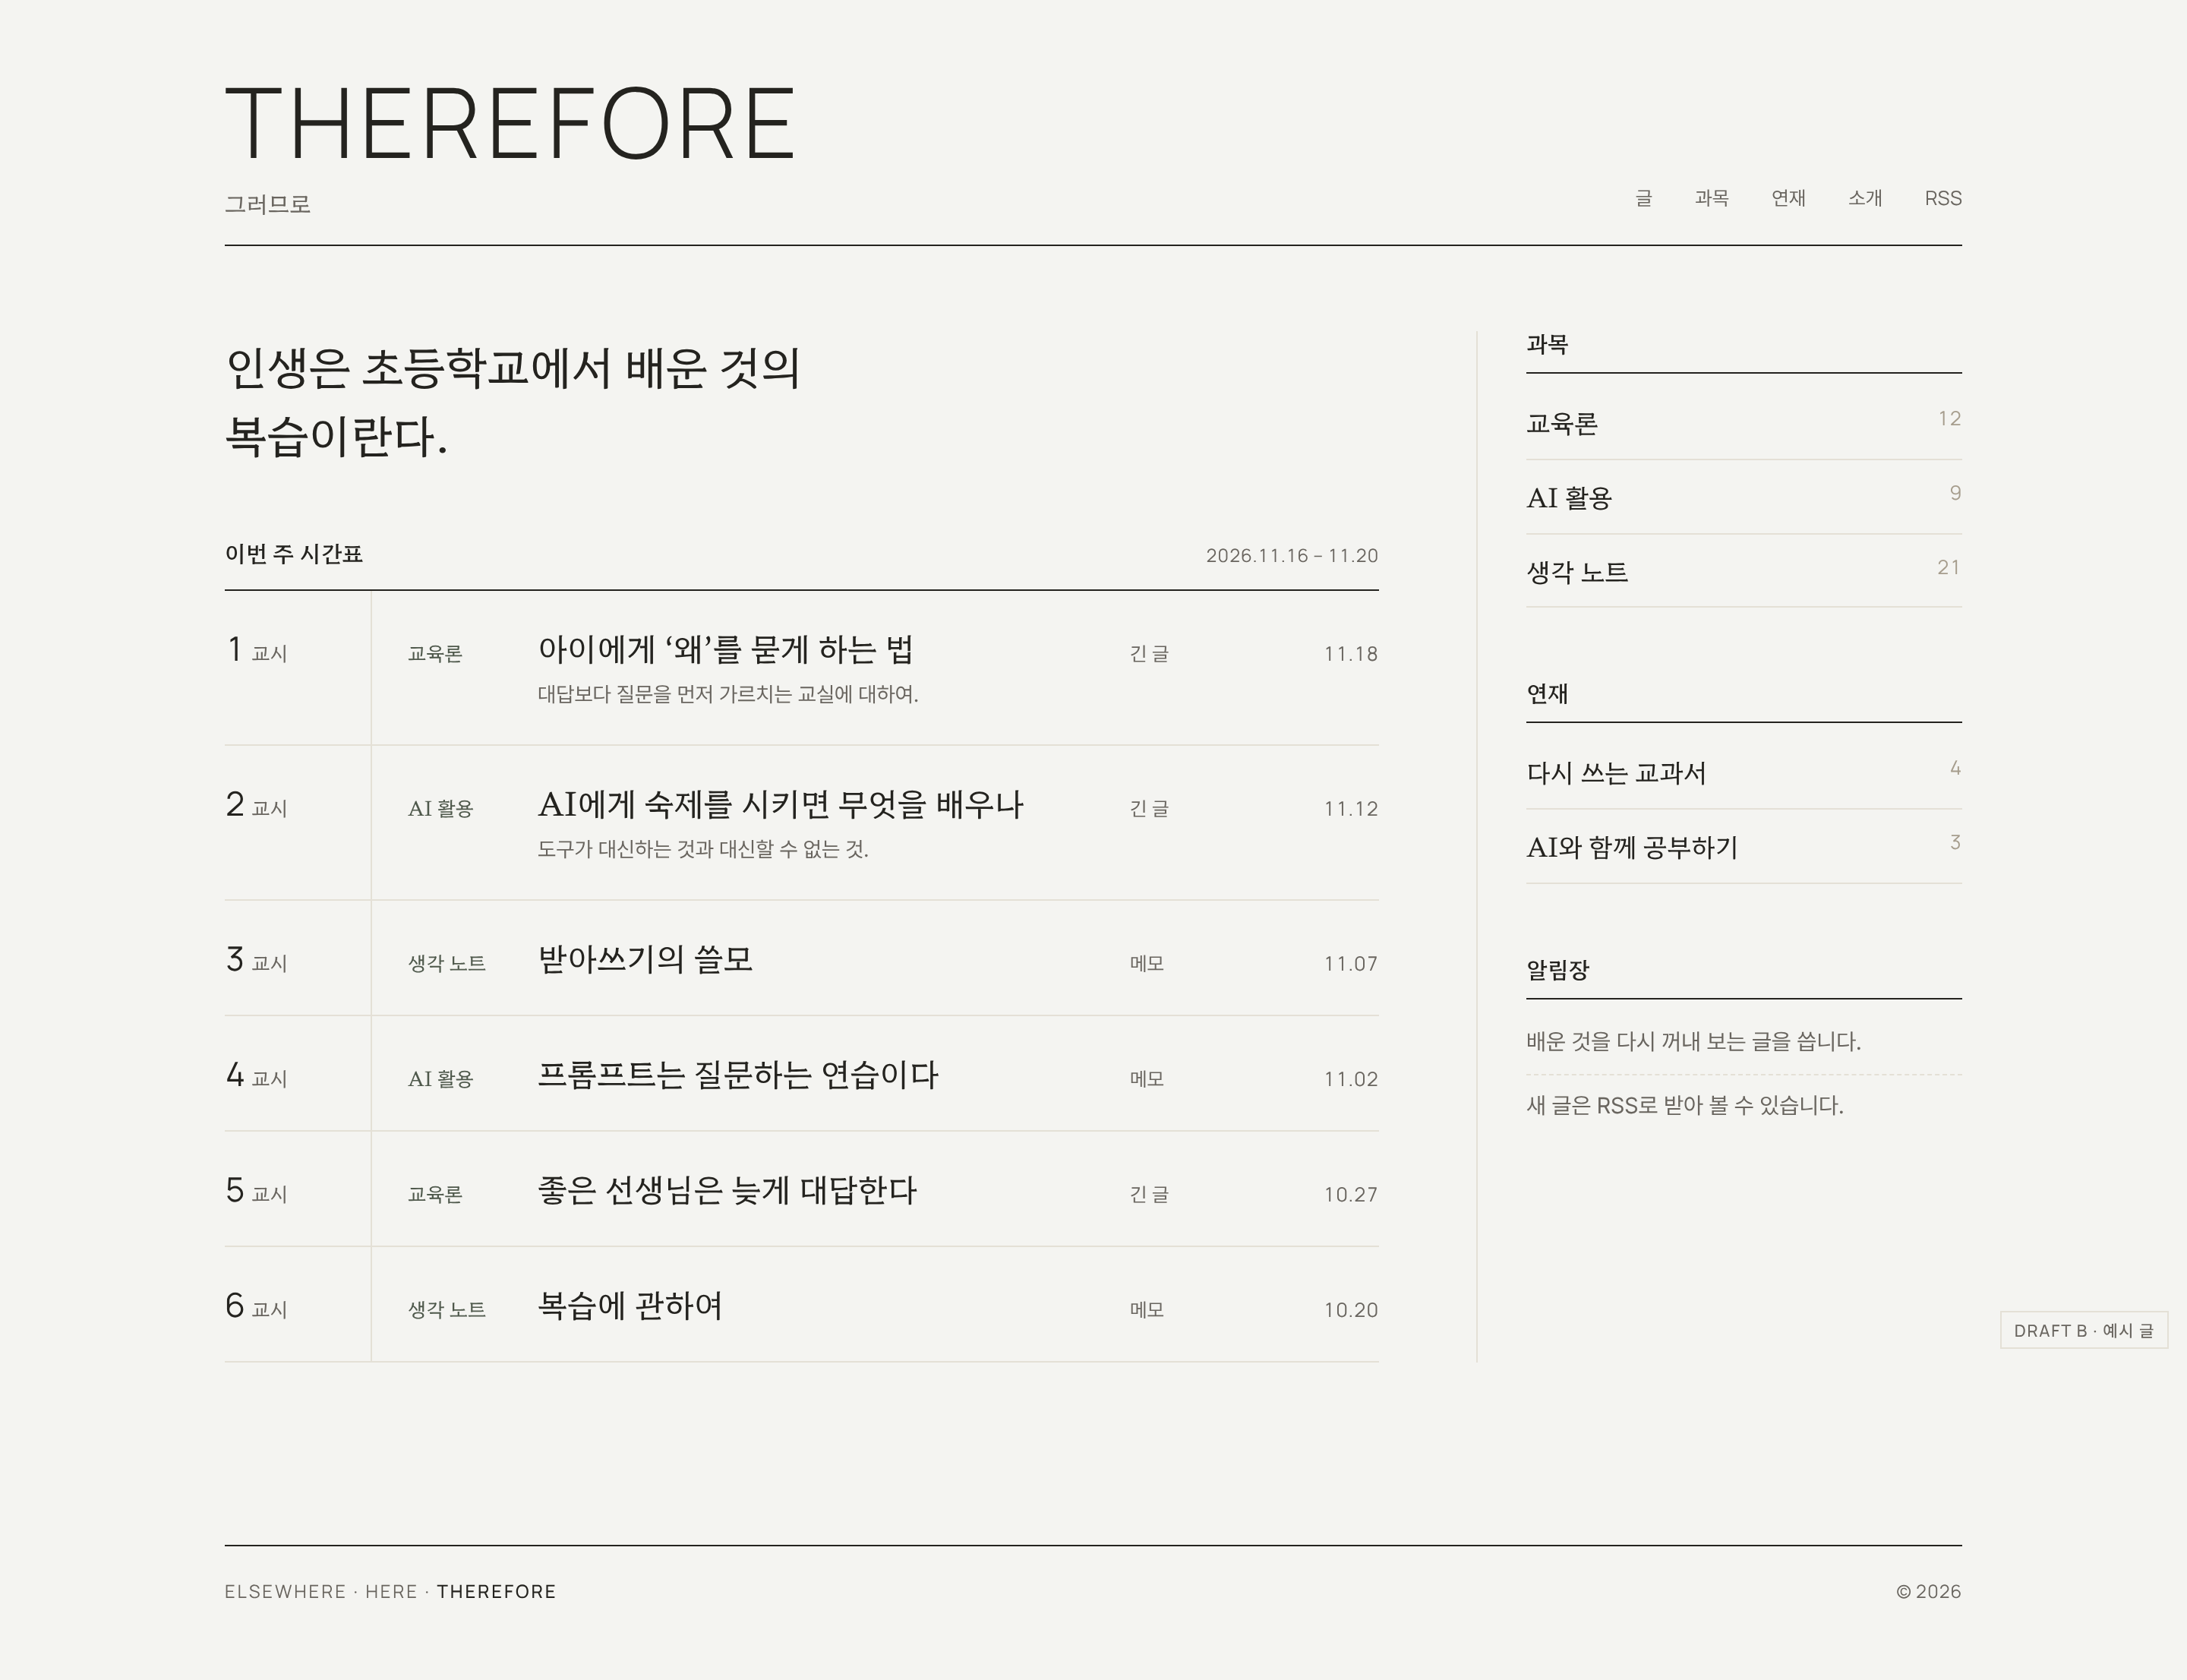 THEREFORE
그러므로
글 과목 연재 소개 RSS
인생은 초등학교에서 배운 것의
복습이란다.
이번 주 시간표 2026.11.16 – 11.20
1 교시 교육론 아이에게 ‘왜’를 묻게 하는 법 긴 글 11.18
대답보다 질문을 먼저 가르치는 교실에 대하여.
2 교시 AI 활용 AI에게 숙제를 시키면 무엇을 배우나 긴 글 11.12
도구가 대신하는 것과 대신할 수 없는 것.
3 교시 생각 노트 받아쓰기의 쓸모 메모 11.07
4 교시 AI 활용 프롬프트는 질문하는 연습이다 메모 11.02
5 교시 교육론 좋은 선생님은 늦게 대답한다 긴 글 10.27
6 교시 생각 노트 복습에 관하여 메모 10.20
과목
교육론 12
AI 활용 9
생각 노트 21
연재
다시 쓰는 교과서 4
AI와 함께 공부하기 3
알림장
배운 것을 다시 꺼내 보는 글을 씁니다.
새 글은 RSS로 받아 볼 수 있습니다.
DRAFT B · 예시 글
ELSEWHERE · HERE · THEREFORE © 2026